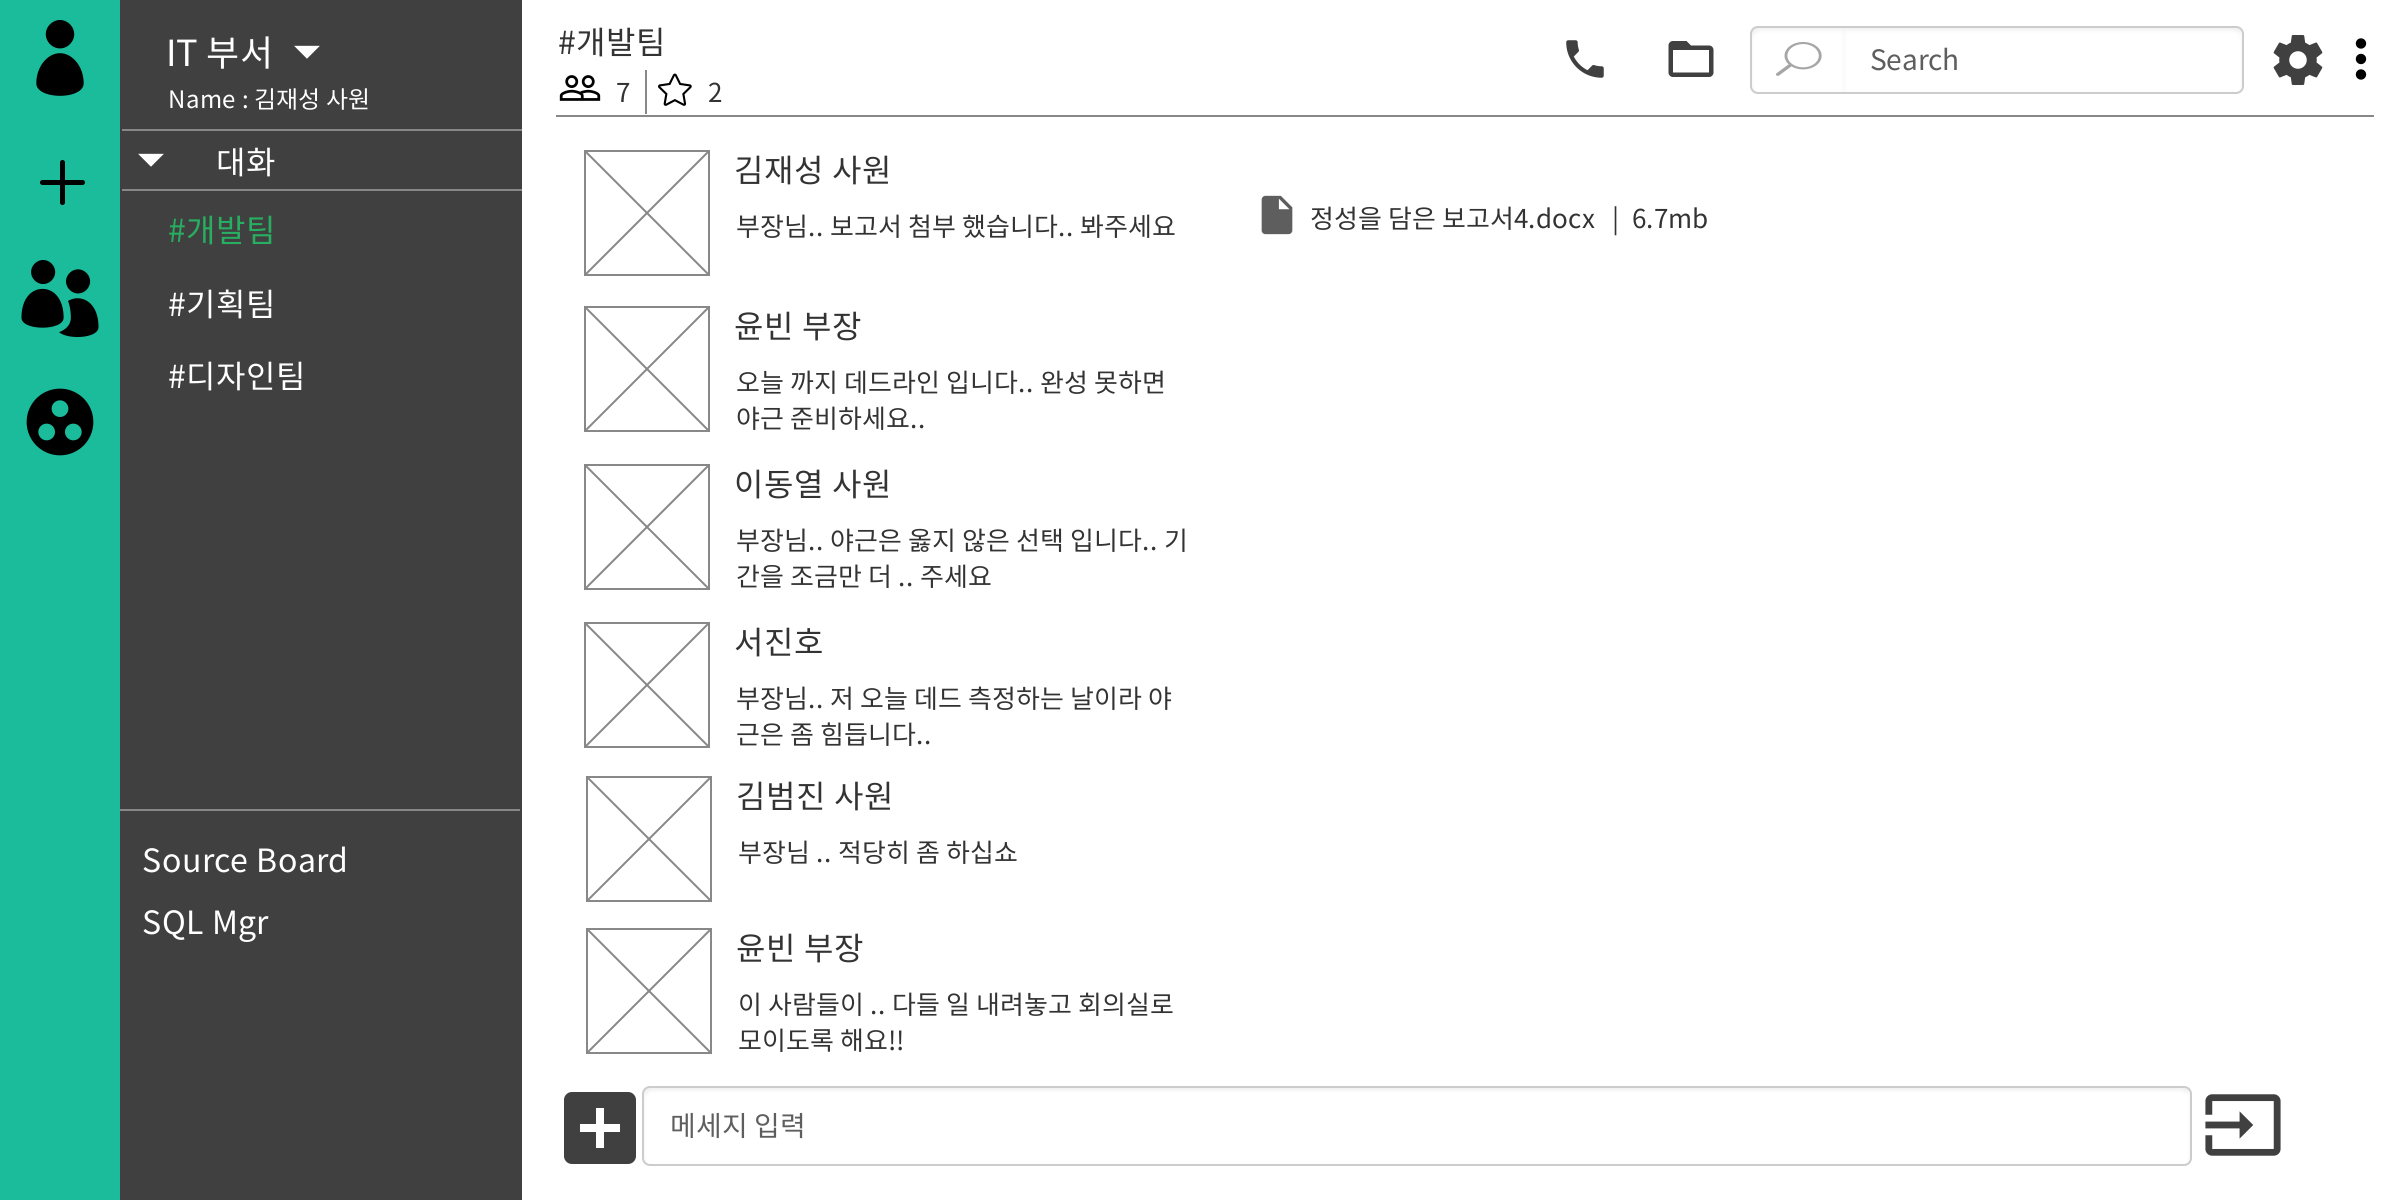 IT 부서
Name : 김재성 사원
대화
#개발팀
#기획팀
#디자인팀
Source Board
SQL Mgr
#개발팀
7
2
Search
김재성 사원
부장님.. 보고서 첨부 했습니다.. 봐주세요
정성을 담은 보고서4.docx | 6.7mb
윤빈 부장
오늘 까지 데드라인 입니다.. 완성 못하면
야근 준비하세요..
이동열 사원
부장님.. 야근은 옳지 않은 선택 입니다.. 기
간을 조금만 더 .. 주세요
서진호
부장님.. 저 오늘 데드 측정하는 날이라 야
근은 좀 힘듭니다..
김범진 사원
부장님 .. 적당히 좀 하십쇼
윤빈 부장
이 사람들이 .. 다들 일 내려놓고 회의실로
모이도록 해요!!
메세지 입력